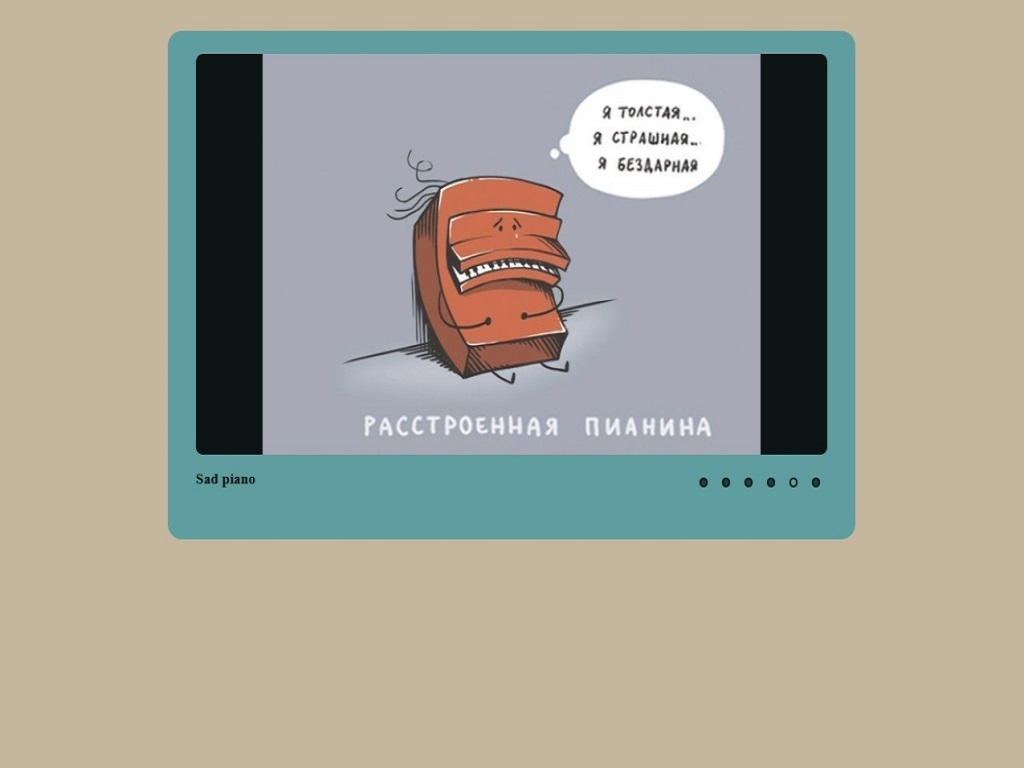 Я ТОЛСТАЯ...
Я СТРАШНАЯ...
Я БЕЗДАРНАЯ
РАССТРОЕННАЯ ПИАНИНА
Sad piano